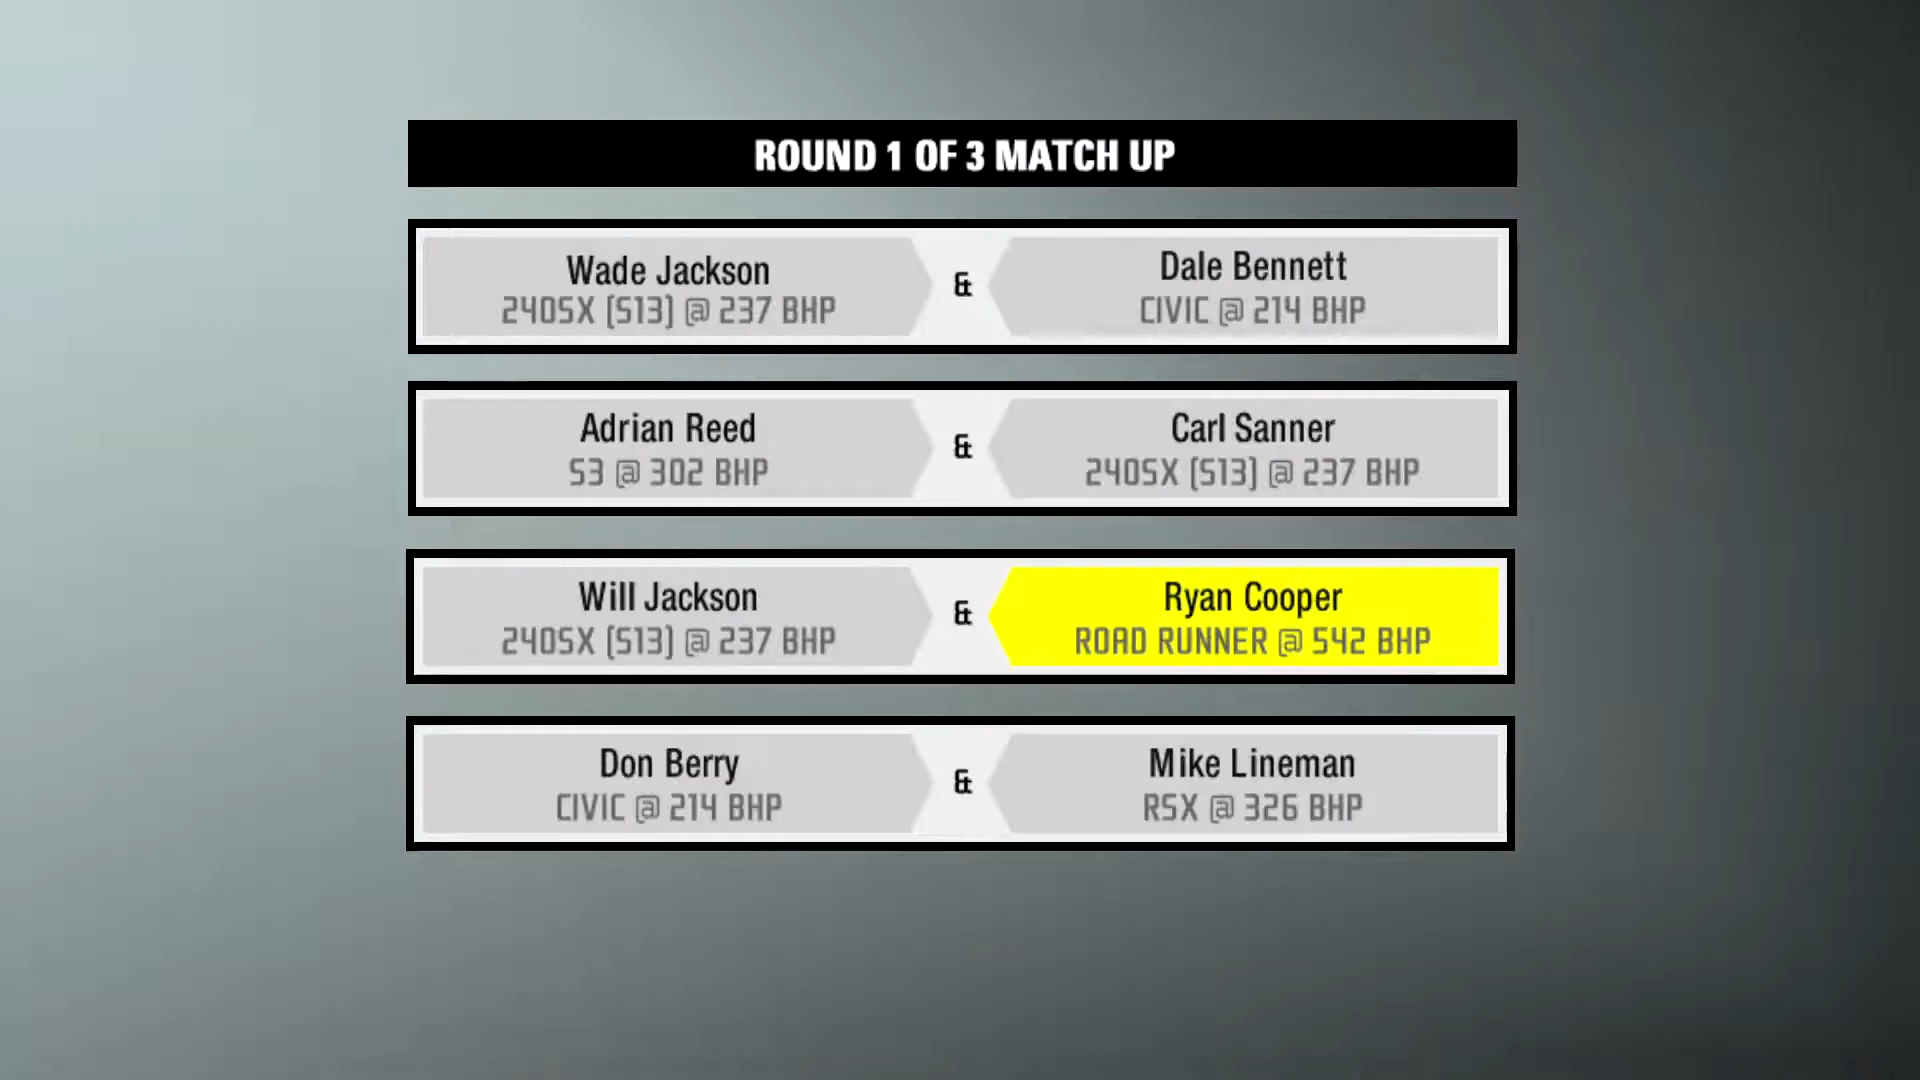 ROUND 1 OF 3 MATCH UP
Wade Jackson
240SX (S13) @ 237 BHP
&
Dale Bennett
CIVIC @ 214 BHP
Adrian Reed
S3 @ 302 BHP
&
Carl Sanner
240SX (S13) @ 237 BHP
Will Jackson
240SX (S13) @ 237 BHP
&
Ryan Cooper
ROAD RUNNER @ 542 BHP
Don Berry
CIVIC @ 214 BHP
&
Mike Lineman
RSX @ 326 BHP